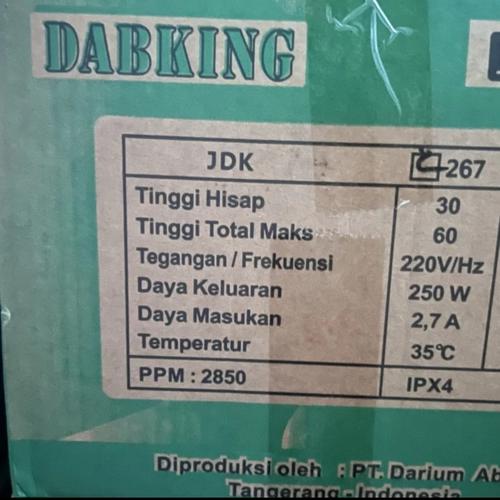 DABKING
JDK 267
Tinggi Hisap 30
Tinggi Total Maks 60
Tegangan / Frekuensi 220V/Hz
Daya Keluaran 250 W
Daya Masukan 2,7 A
Temperatur 35°C
PPM : 2850 IPX4
Diproduksi oleh : PT. Darium
Tangerang - Indonesia